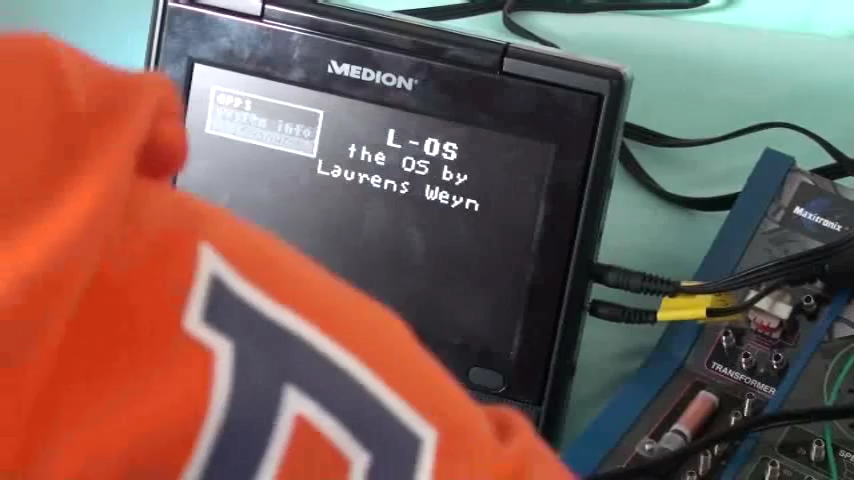 MEDION
APPS
System info
L-OS
the OS by
Laurens Weyn
Maxitronix
TRANSFORMER